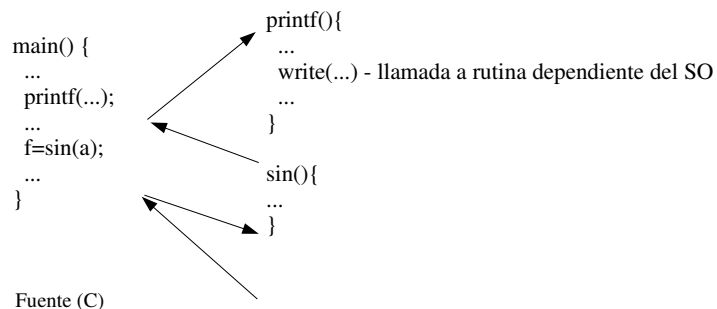 main() {
...
printf(...);
...
f=sin(a);
...
}
Fuente (C)
printf(){
...
write(...) - llamada a rutina dependiente del SO
...
}
sin(){
...
}